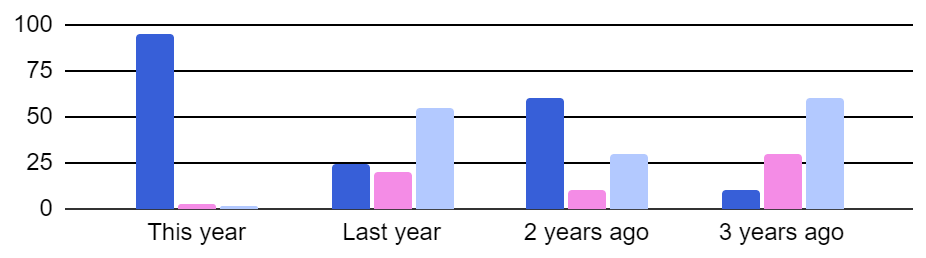 100
75
50
25
0
This year
Last year
2 years ago
3 years ago